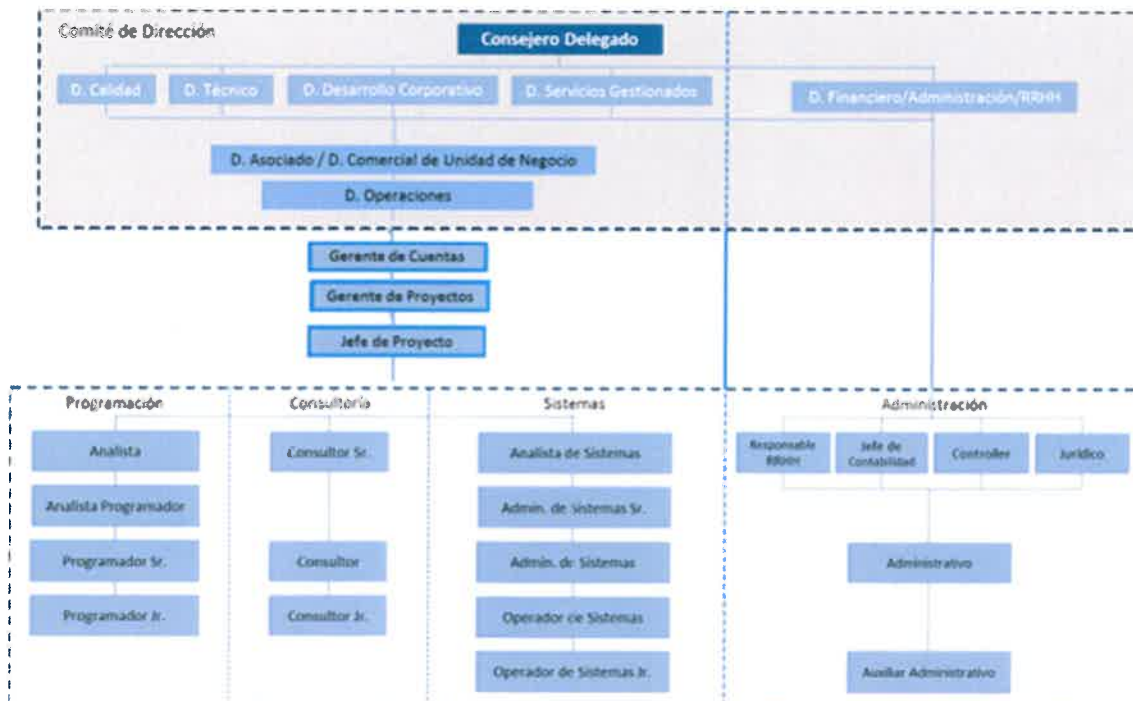 Comité de Dirección
Consejero Delegado
D. Calidad
D. Técnico
D. Desarrollo Corporativo
D. Servicios Gestionados
D. Financiero/Administración/RRHH
D. Asociado / D. Comercial de Unidad de Negocio
D. Operaciones
Gerente de Cuentas
Gerente de Proyectos
Jefe de Proyecto
Programación
Consultoría
Sistemas
Administración
Analista
Consultor Sr.
Analista de Sistemas
Responsable
RRHH
Jefe de
Contabilidad
Controller
Jurídico
Analista Programador
Admin. de Sistemas Sr.
Programador Sr.
Consultor
Admin. de Sistemas
Administrativo
Programador Jr.
Consultor Jr.
Operador de Sistemas
Operador de Sistemas Jr.
Auxiliar Administrativo